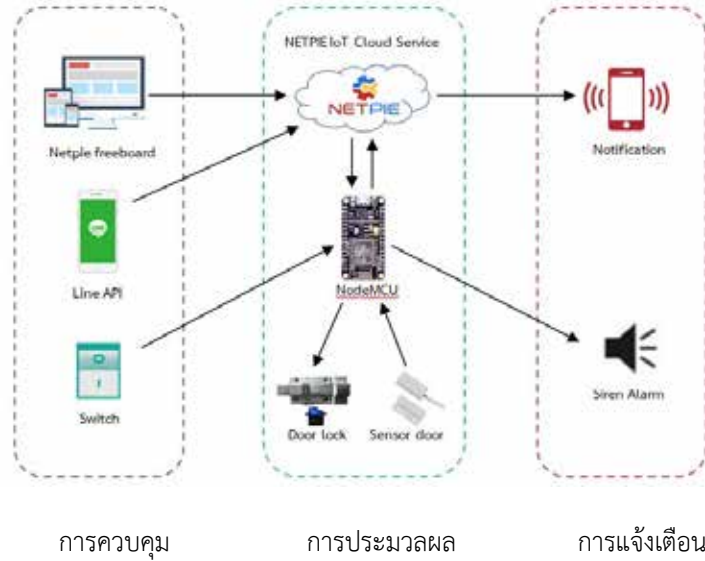 NETPIE IoT Cloud Service
NETPIE
Netpie freeboard
Notification
Line API
NodeMCU
Switch
Door lock
Sensor door
Siren Alarm
การควบคุม
การประมวลผล
การแจ้งเตือน